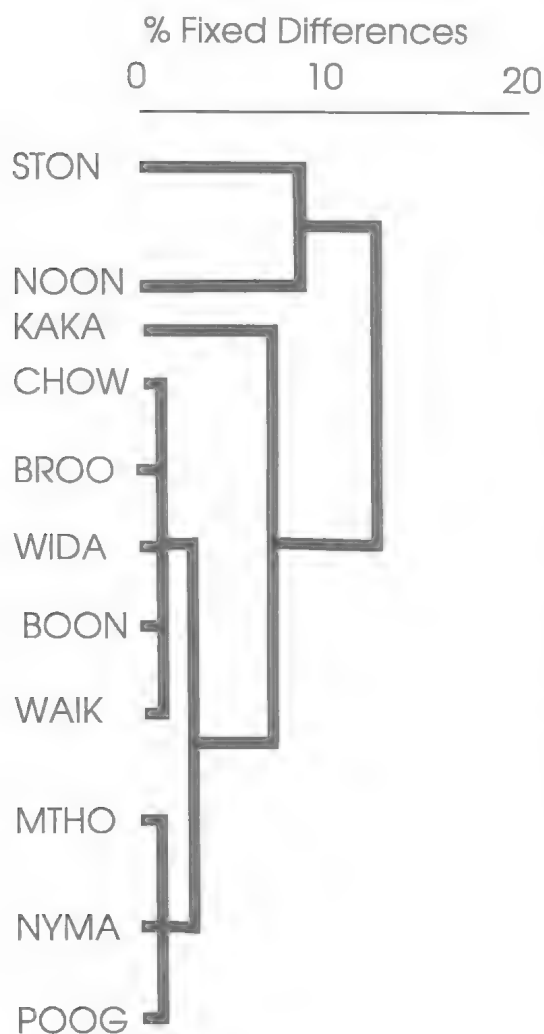 % Fixed Differences
0 10 20
STON
NOON
KAKA
CHOW
BROO
WIDA
BOON
WAIK
MTHO
NYMA
POOG